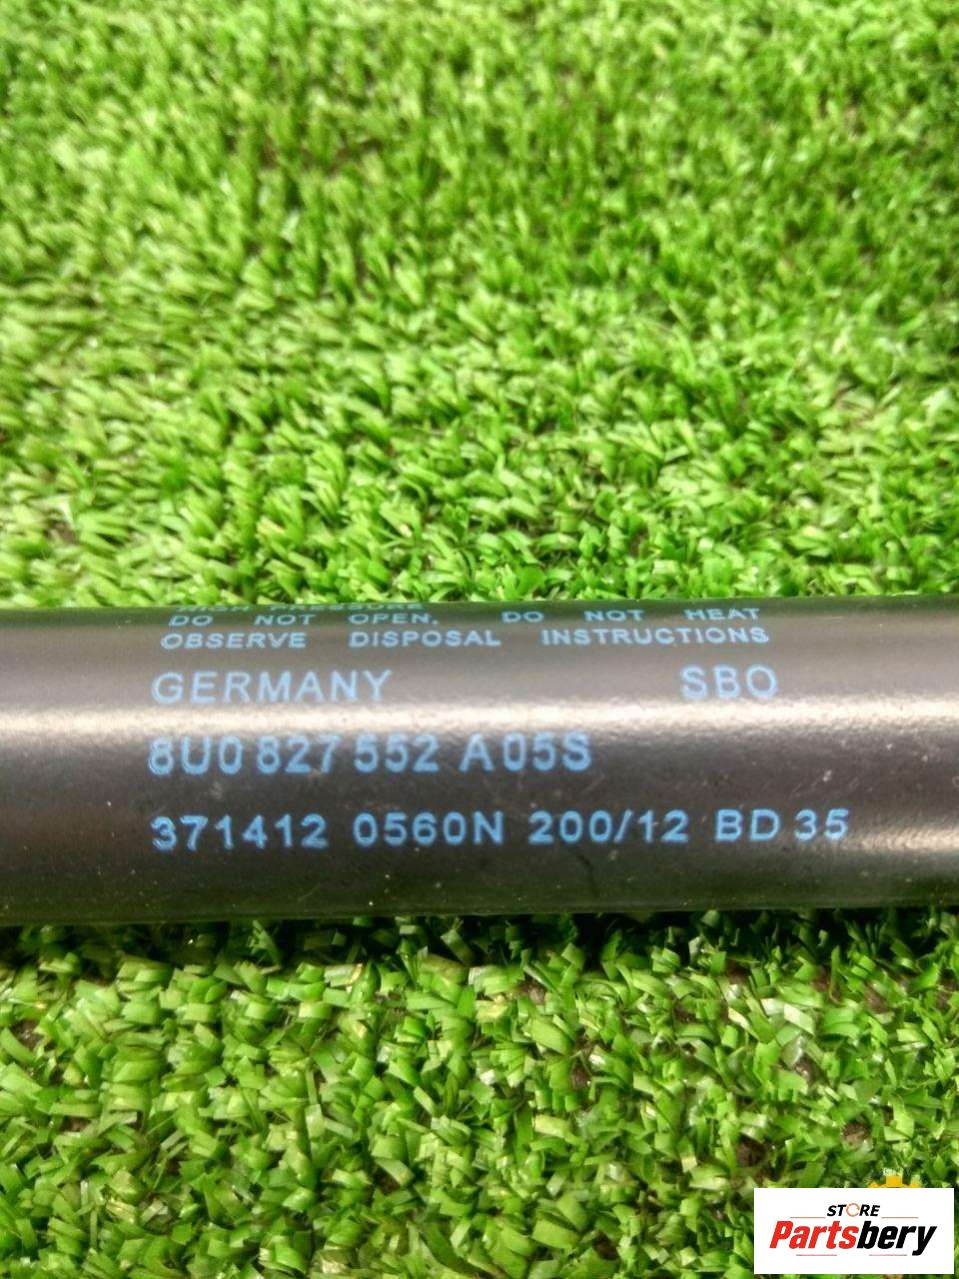 HIGH PRESSURE
DO NOT OPEN. DO NOT HEAT
OBSERVE DISPOSAL INSTRUCTIONS
GERMANY SBO
8U0 827 552 A 05S
371412 0560N 200/12 BD 35
STORE
Partsbery